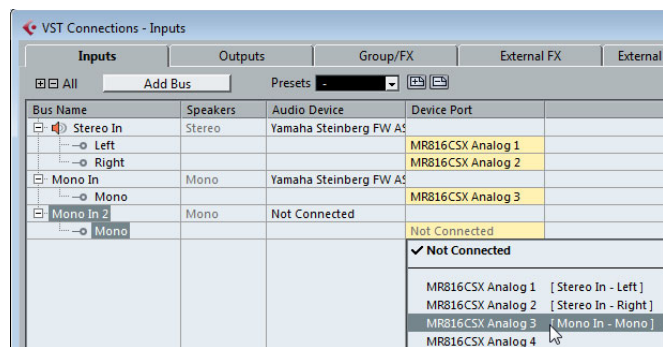 VST Connections - Inputs
Inputs Outputs Group/FX External FX External
All Add Bus Presets -
Bus Name Speakers Audio Device Device Port
Stereo In Stereo Yamaha Steinberg FW AS
Left MR816CSX Analog 1
Right MR816CSX Analog 2
Mono In Mono Yamaha Steinberg FW AS
Mono MR816CSX Analog 3
Mono In 2 Mono Not Connected
Mono Not Connected
✓ Not Connected
MR816CSX Analog 1 [ Stereo In - Left ]
MR816CSX Analog 2 [ Stereo In - Right ]
MR816CSX Analog 3 [ Mono In - Mono ]
MR816CSX Analog 4